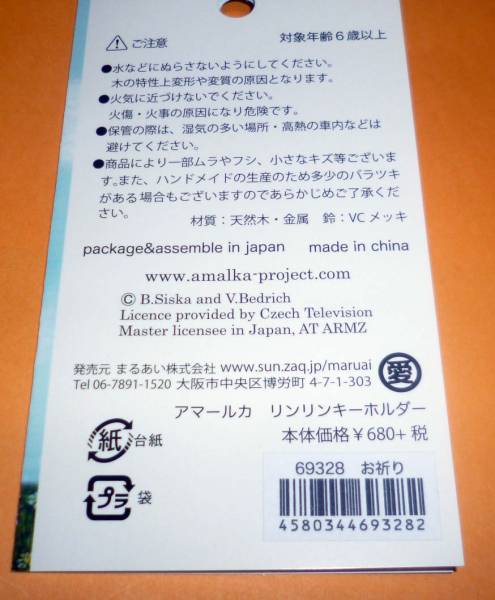 ご注意 対象年齢6歳以上
●水などにぬらさないようにしてください。
木の特性上変形や変質の原因となります。
●火気に近づけないでください。
火傷・火事の原因になり危険です。
●保管の際は、湿気の多い場所・高熱の車内などは
避けてください。
●商品により一部ムラやフシ、小さなキズ等ございま
す。また、ハンドメイドの生産のため多少のバラツキ
がある場合もございますのであらかじめご了承くだ
さい。
材質：天然木・金属 鈴：VCメッキ
package&assemble in japan made in china
www.amalka-project.com
© B.Siska and V.Bedrich
Licence provided by Czech Television
Master licensee in Japan, AT ARMZ
発売元 まるあい株式会社 www.sun.zaq.jp/maruai
Tel 06-7891-1520 大阪市中央区博労町 4-7-1-303
愛
アマールカ リンリンキーホルダー
本体価格￥680+税
紙 台紙
プラ 袋
69328 お祈り
4580344693282